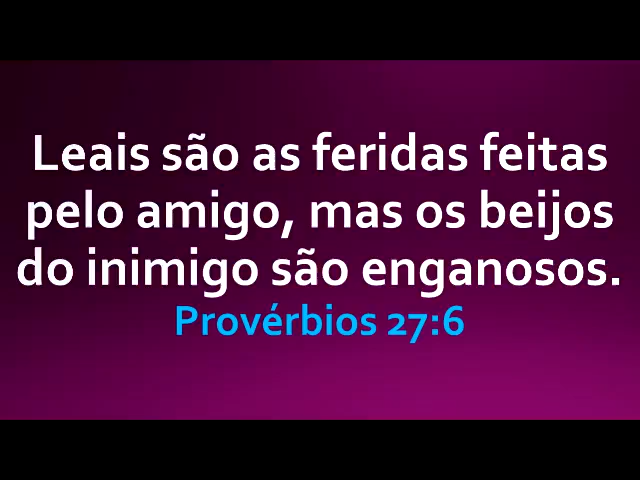 Leais são as feridas feitas
pelo amigo, mas os beijos
do inimigo são enganosos.
Provérbios 27:6